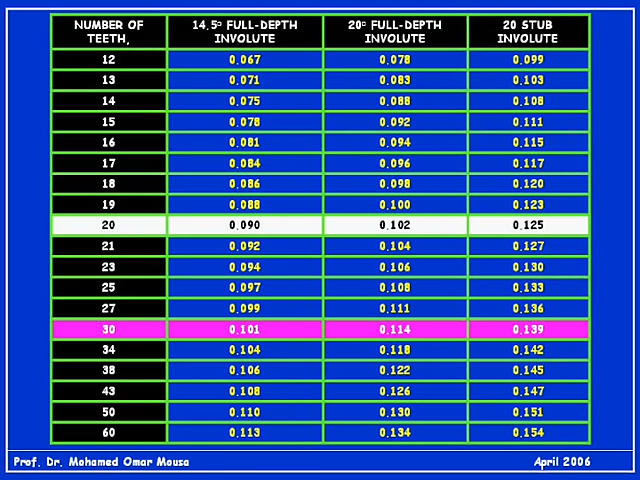 NUMBER OF TEETH, 14.5° FULL-DEPTH INVOLUTE 20° FULL-DEPTH INVOLUTE 20 STUB INVOLUTE
12 0.067 0.078 0.099
13 0.071 0.083 0.103
14 0.075 0.088 0.108
15 0.078 0.092 0.111
16 0.081 0.094 0.115
17 0.084 0.096 0.117
18 0.086 0.098 0.120
19 0.088 0.100 0.123
20 0.090 0.102 0.125
21 0.092 0.104 0.127
23 0.094 0.106 0.130
25 0.097 0.108 0.133
27 0.099 0.111 0.136
30 0.101 0.114 0.139
34 0.104 0.118 0.142
38 0.106 0.122 0.145
43 0.108 0.126 0.147
50 0.110 0.130 0.151
60 0.113 0.134 0.154
Prof. Dr. Mohamed Omar Mousa April 2006